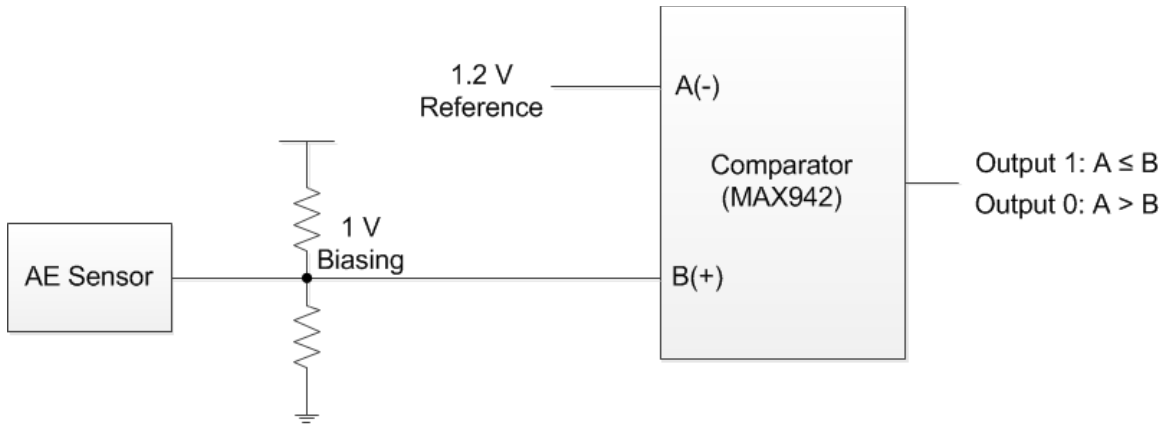 1.2 V
Reference
A(-)
Comparator
(MAX942)
Output 1: A ≤ B
Output 0: A > B
1 V
Biasing
AE Sensor
B(+)